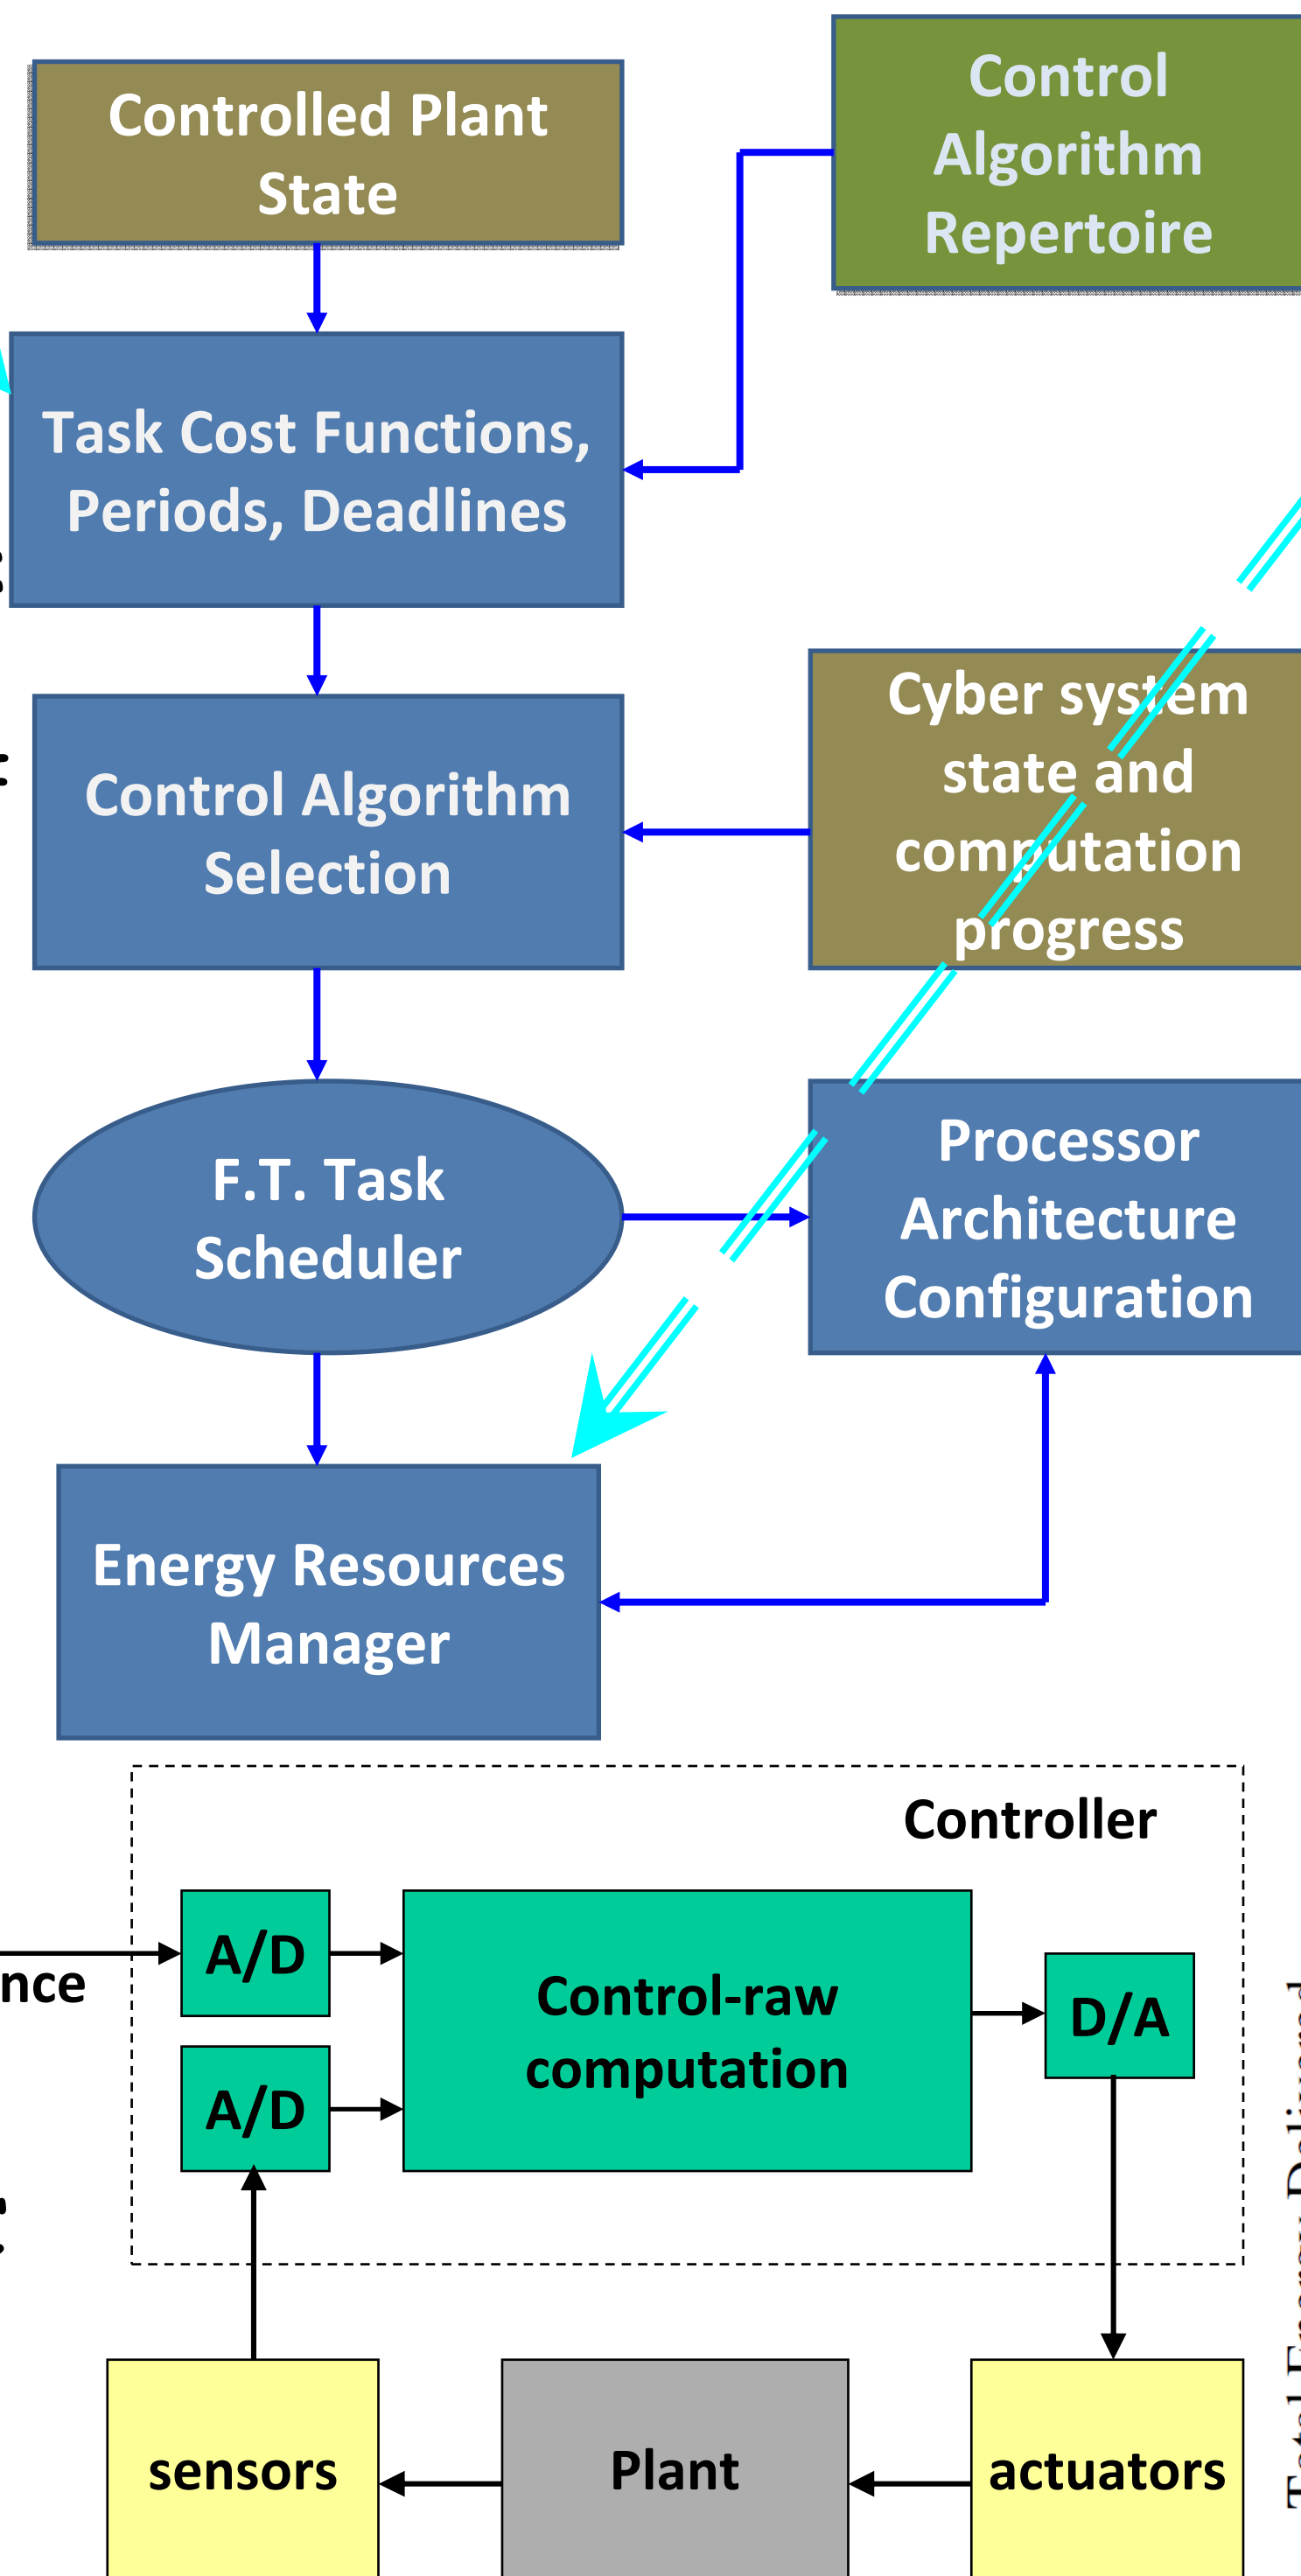 Controlled Plant
State
Control
Algorithm
Repertoire
Task Cost Functions,
Periods, Deadlines
Control Algorithm
Selection
Cyber system
state and
computation
progress
F.T. Task
Scheduler
Processor
Architecture
Configuration
Energy Resources
Manager
Controller
A/D
Control-raw
computation
D/A
nce
A/D
sensors
Plant
actuators